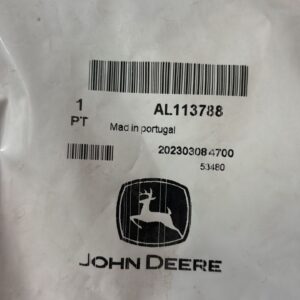 1
PT
AL113788
Mad in portugal
202303084700
53480
JOHN DEERE